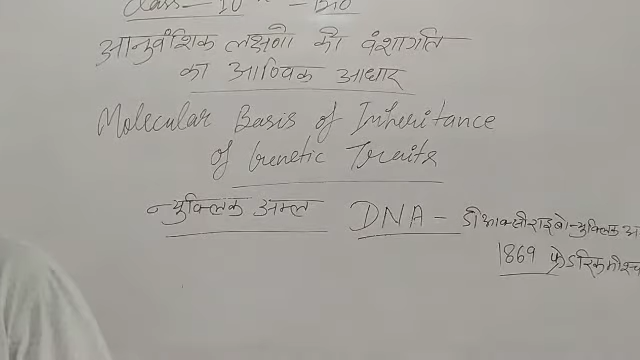 Class - 10 - Bio
आनुवंशिक लक्षणों की वंशागति
का आण्विक आधार
Molecular Basis of Inheritance
of Genetic Traits
न्युक्लिक अम्ल DNA - डीआक्सीराइबोन्युक्लिक
1869 फ्रेडरिक